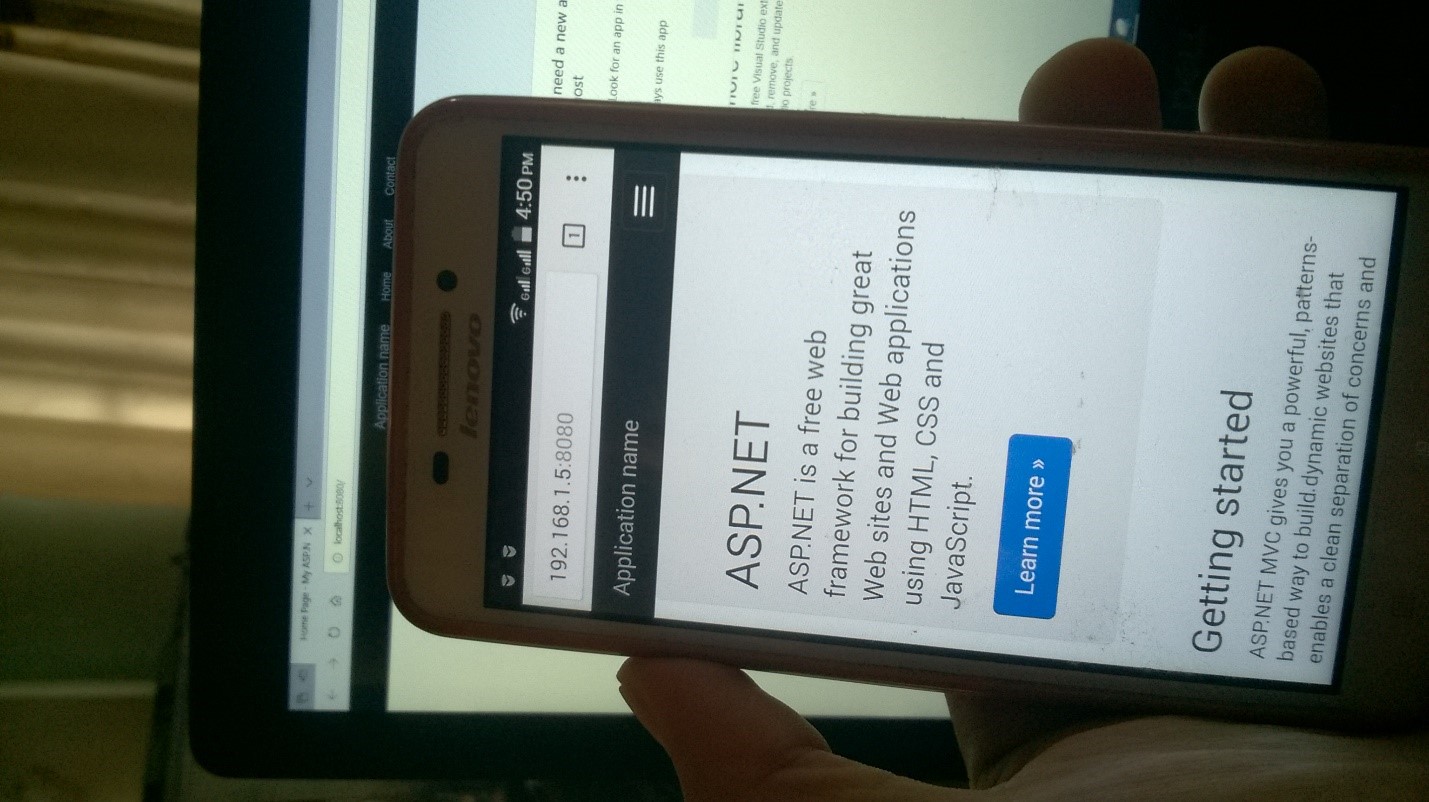 Home Page - My ASP.N
localhost:8080/
Application name Home About Contact
lenovo
4:50 PM
192.168.1.5:8080
1
Application name
ASP.NET
ASP.NET is a free web
framework for building great
Web sites and Web applications
using HTML, CSS and
JavaScript.
Learn more »
Getting started
ASP.NET MVC gives you a powerful, patterns-
based way to build dynamic websites that
enables a clean separation of concerns and
need a new a
ost
Look for an app in
ays use this app
free Visual Studio ext
, remove, and update
io projects.
re »